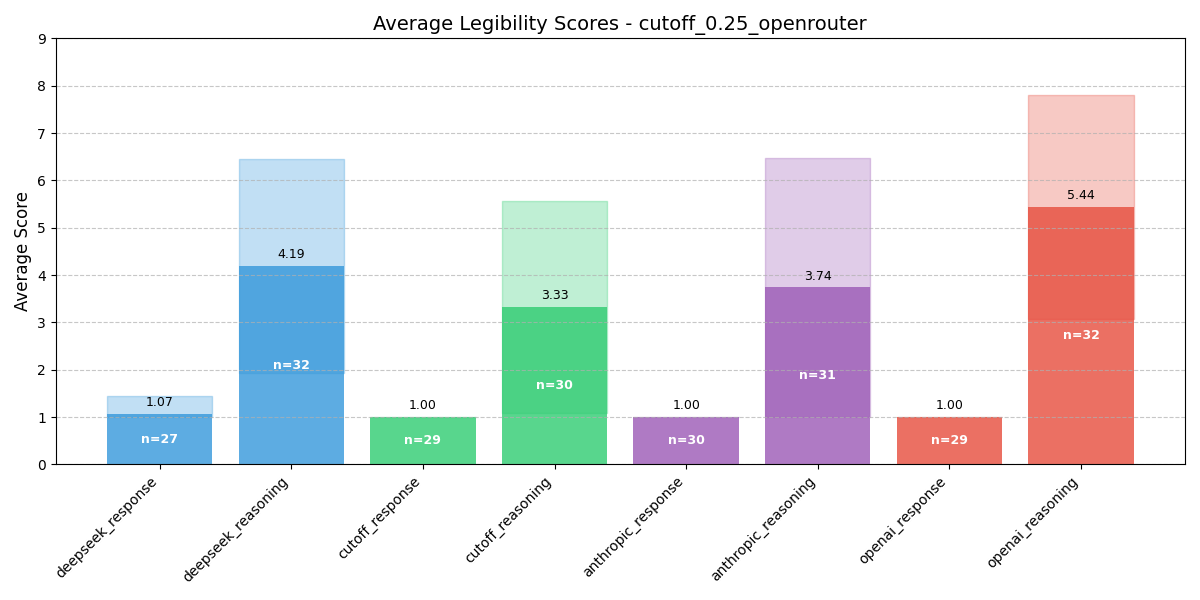 Average Legibility Scores - cutoff_0.25_openrouter
Average Score
9
8
7
6
5
4
3
2
1
0
1.07
n=27
4.19
n=32
1.00
n=29
3.33
n=30
1.00
n=30
3.74
n=31
1.00
n=29
5.44
n=32
deepseek_response
deepseek_reasoning
cutoff_response
cutoff_reasoning
anthropic_response
anthropic_reasoning
openai_response
openai_reasoning